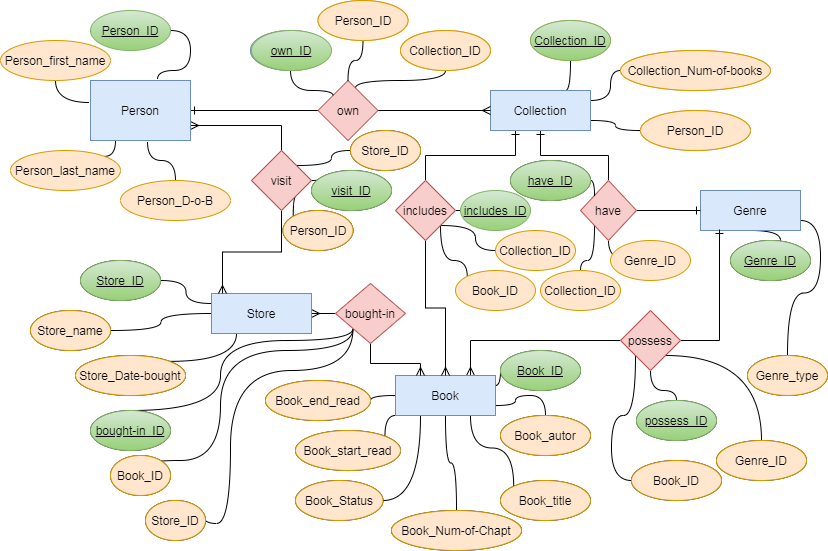 Person_ID
Person_ID
own_ID
Collection_ID
Collection_ID
Person_first_name
Collection_Num-of-books
Person
own
Collection
Person_ID
Store_ID
Person_last_name
visit
have_ID
visit_ID
Person_D-o-B
includes
includes_ID
have
Genre
Person_ID
Collection_ID
Genre_ID
Genre_ID
Store_ID
Book_ID
Collection_ID
Store
bought-in
Store_name
possess
Store_Date-bought
Book_ID
Genre_type
Book
Book_end_read
bought-in_ID
Book_autor
possess_ID
Book_start_read
Genre_ID
Book_ID
Book_ID
Book_Status
Book_title
Store_ID
Book_Num-of-Chapt